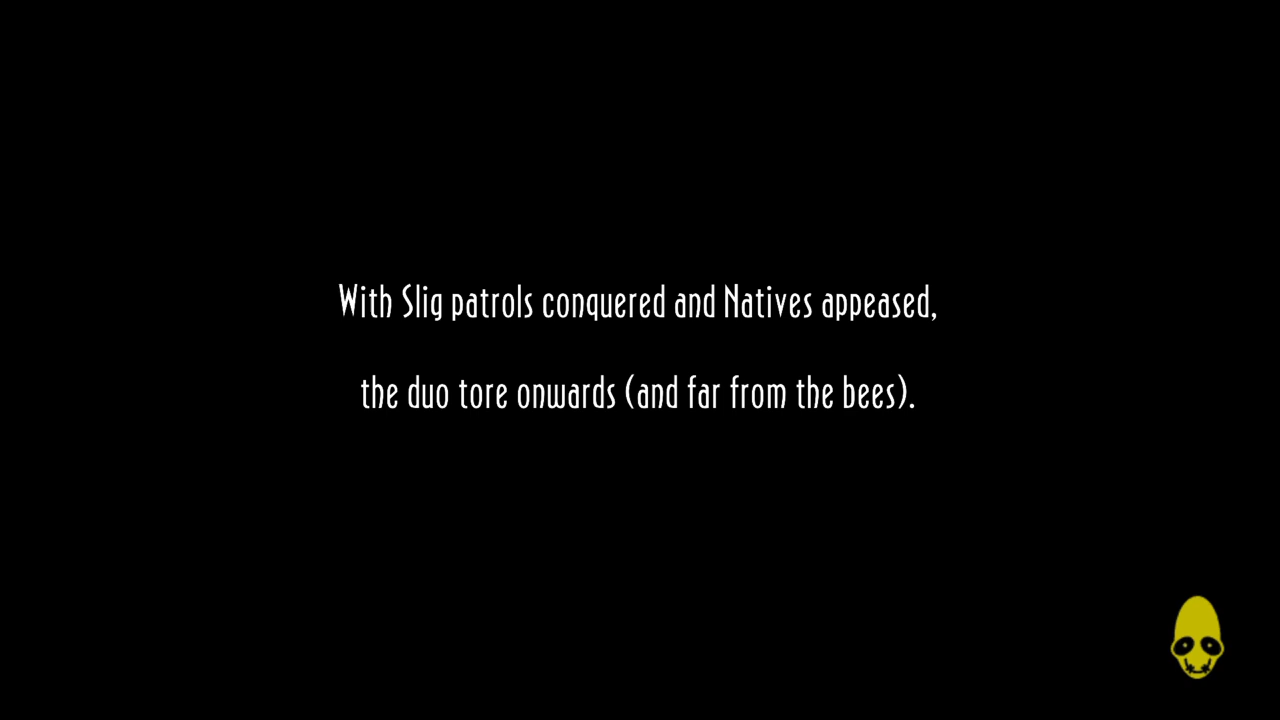 With Slig patrols conquered and Natives appeased,
the duo tore onwards (and far from the bees).